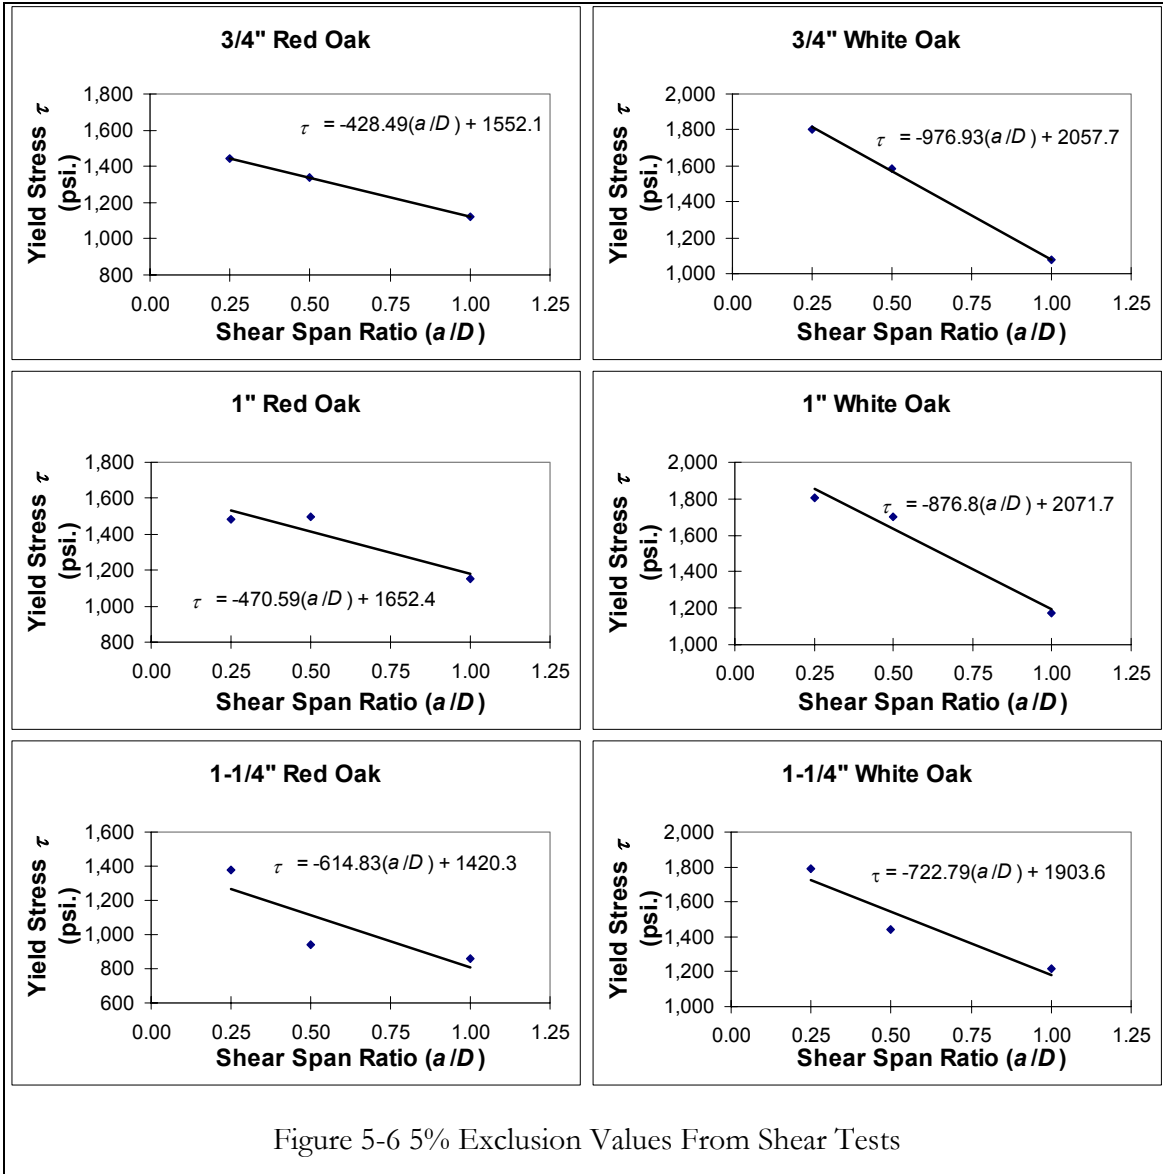 3/4" Red Oak
Yield Stress τ
(psi.)
1,800
1,600
1,400
1,200
1,000
800
τ = -428.49(a/D) + 1552.1
0.00 0.25 0.50 0.75 1.00 1.25
Shear Span Ratio (a/D)
3/4" White Oak
Yield Stress τ
(psi.)
2,000
1,800
1,600
1,400
1,200
1,000
τ = -976.93(a/D) + 2057.7
0.00 0.25 0.50 0.75 1.00 1.25
Shear Span Ratio (a/D)
1" Red Oak
Yield Stress τ
(psi.)
1,800
1,600
1,400
1,200
1,000
800
τ = -470.59(a/D) + 1652.4
0.00 0.25 0.50 0.75 1.00 1.25
Shear Span Ratio (a/D)
1" White Oak
Yield Stress τ
(psi.)
2,000
1,800
1,600
1,400
1,200
1,000
τ = -876.8(a/D) + 2071.7
0.00 0.25 0.50 0.75 1.00 1.25
Shear Span Ratio (a/D)
1-1/4" Red Oak
Yield Stress τ
(psi.)
1,600
1,400
1,200
1,000
800
600
τ = -614.83(a/D) + 1420.3
0.00 0.25 0.50 0.75 1.00 1.25
Shear Span Ratio (a/D)
1-1/4" White Oak
Yield Stress τ
(psi.)
2,000
1,800
1,600
1,400
1,200
1,000
τ = -722.79(a/D) + 1903.6
0.00 0.25 0.50 0.75 1.00 1.25
Shear Span Ratio (a/D)
Figure 5-6 5% Exclusion Values From Shear Tests